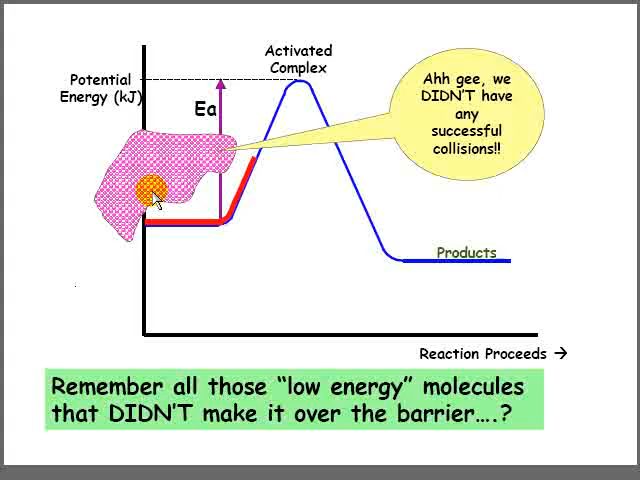 Activated
Complex
Potential
Energy (kJ)
Ea
Ahh gee, we
DIDN'T have
any
successful
collisions!!
Products
Reaction Proceeds →
Remember all those “low energy” molecules
that DIDN'T make it over the barrier….?